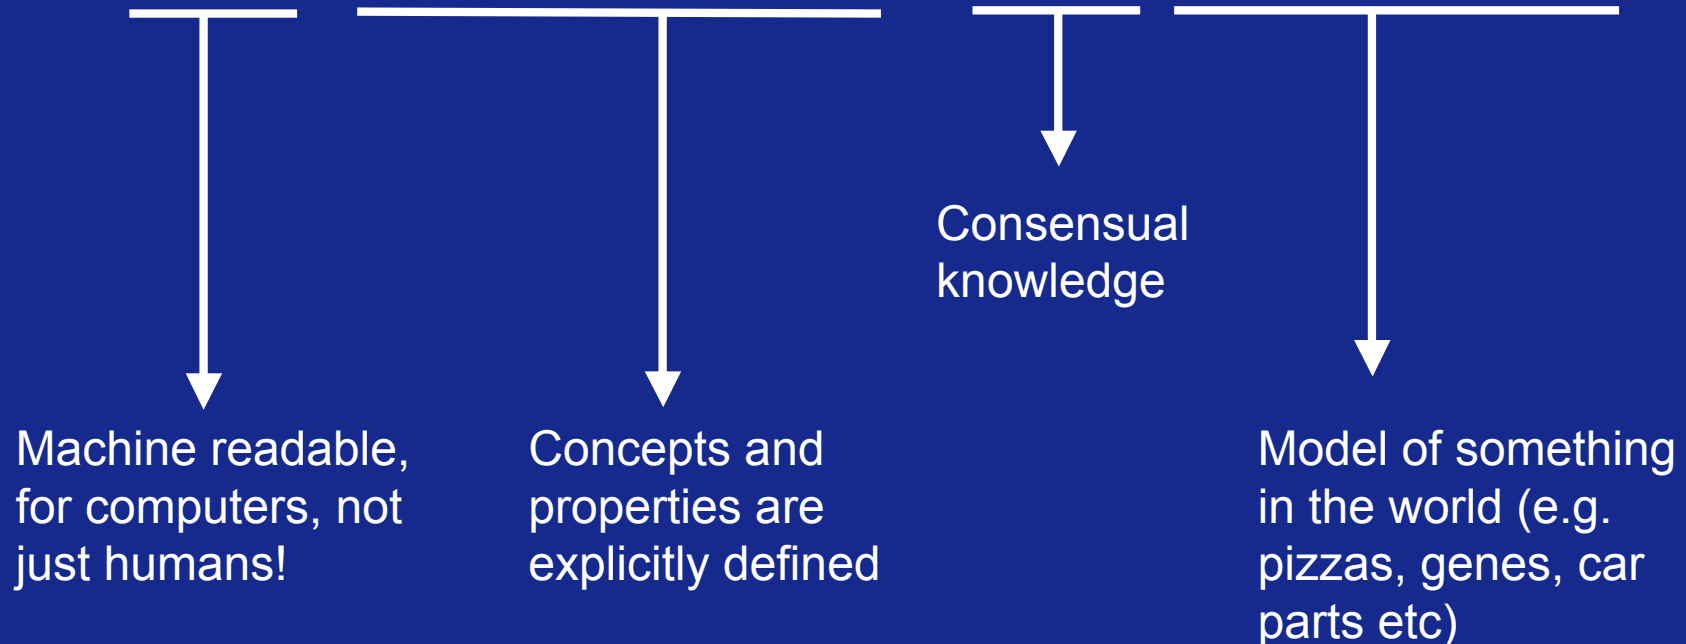 Consensual
knowledge
Machine readable,
for computers, not
just humans!
Concepts and
properties are
explicitly defined
Model of something
in the world (e.g.
pizzas, genes, car
parts etc)